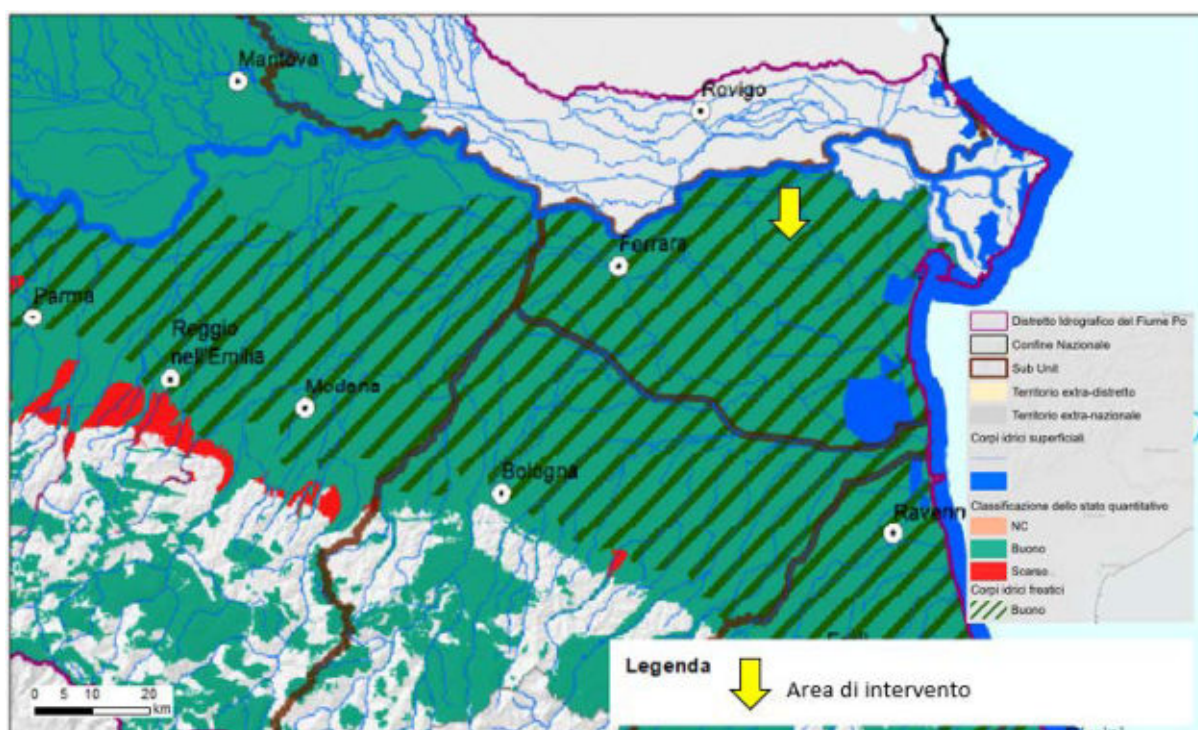 Mantova
Rovigo
Ferrara
Parma
Reggio
nell'Emilia
Modena
Bologna
Ravenn
Distretto Idrografico del Fiume Po
Confine Nazionale
Sub Unit
Territorio extra-distretto
Territorio extra-nazionale
Corpi idrici superficiali
Classificazione dello stato quantitativo
NC
Buono
Scarso
Corpi idrici freatici
Buono
0 5 10 20
km
Legenda
Area di intervento